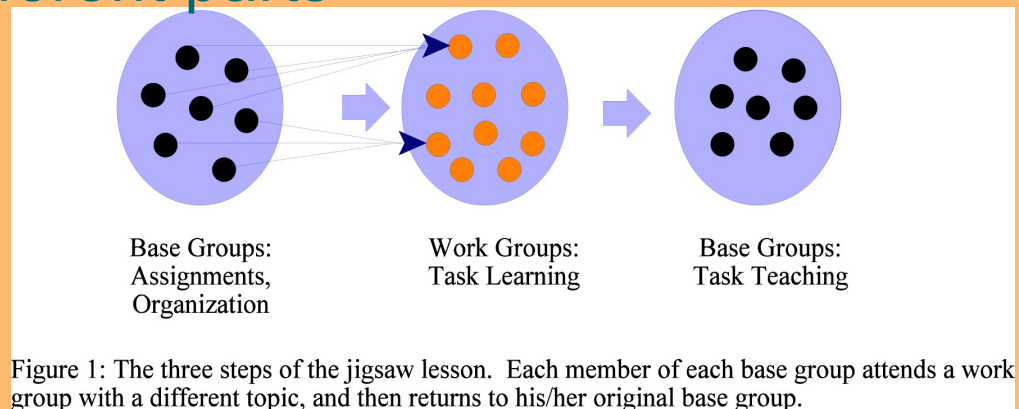 parts
Base Groups:
Assignments,
Organization
Work Groups:
Task Learning
Base Groups:
Task Teaching
Figure 1: The three steps of the jigsaw lesson. Each member of each base group attends a work
group with a different topic, and then returns to his/her original base group.